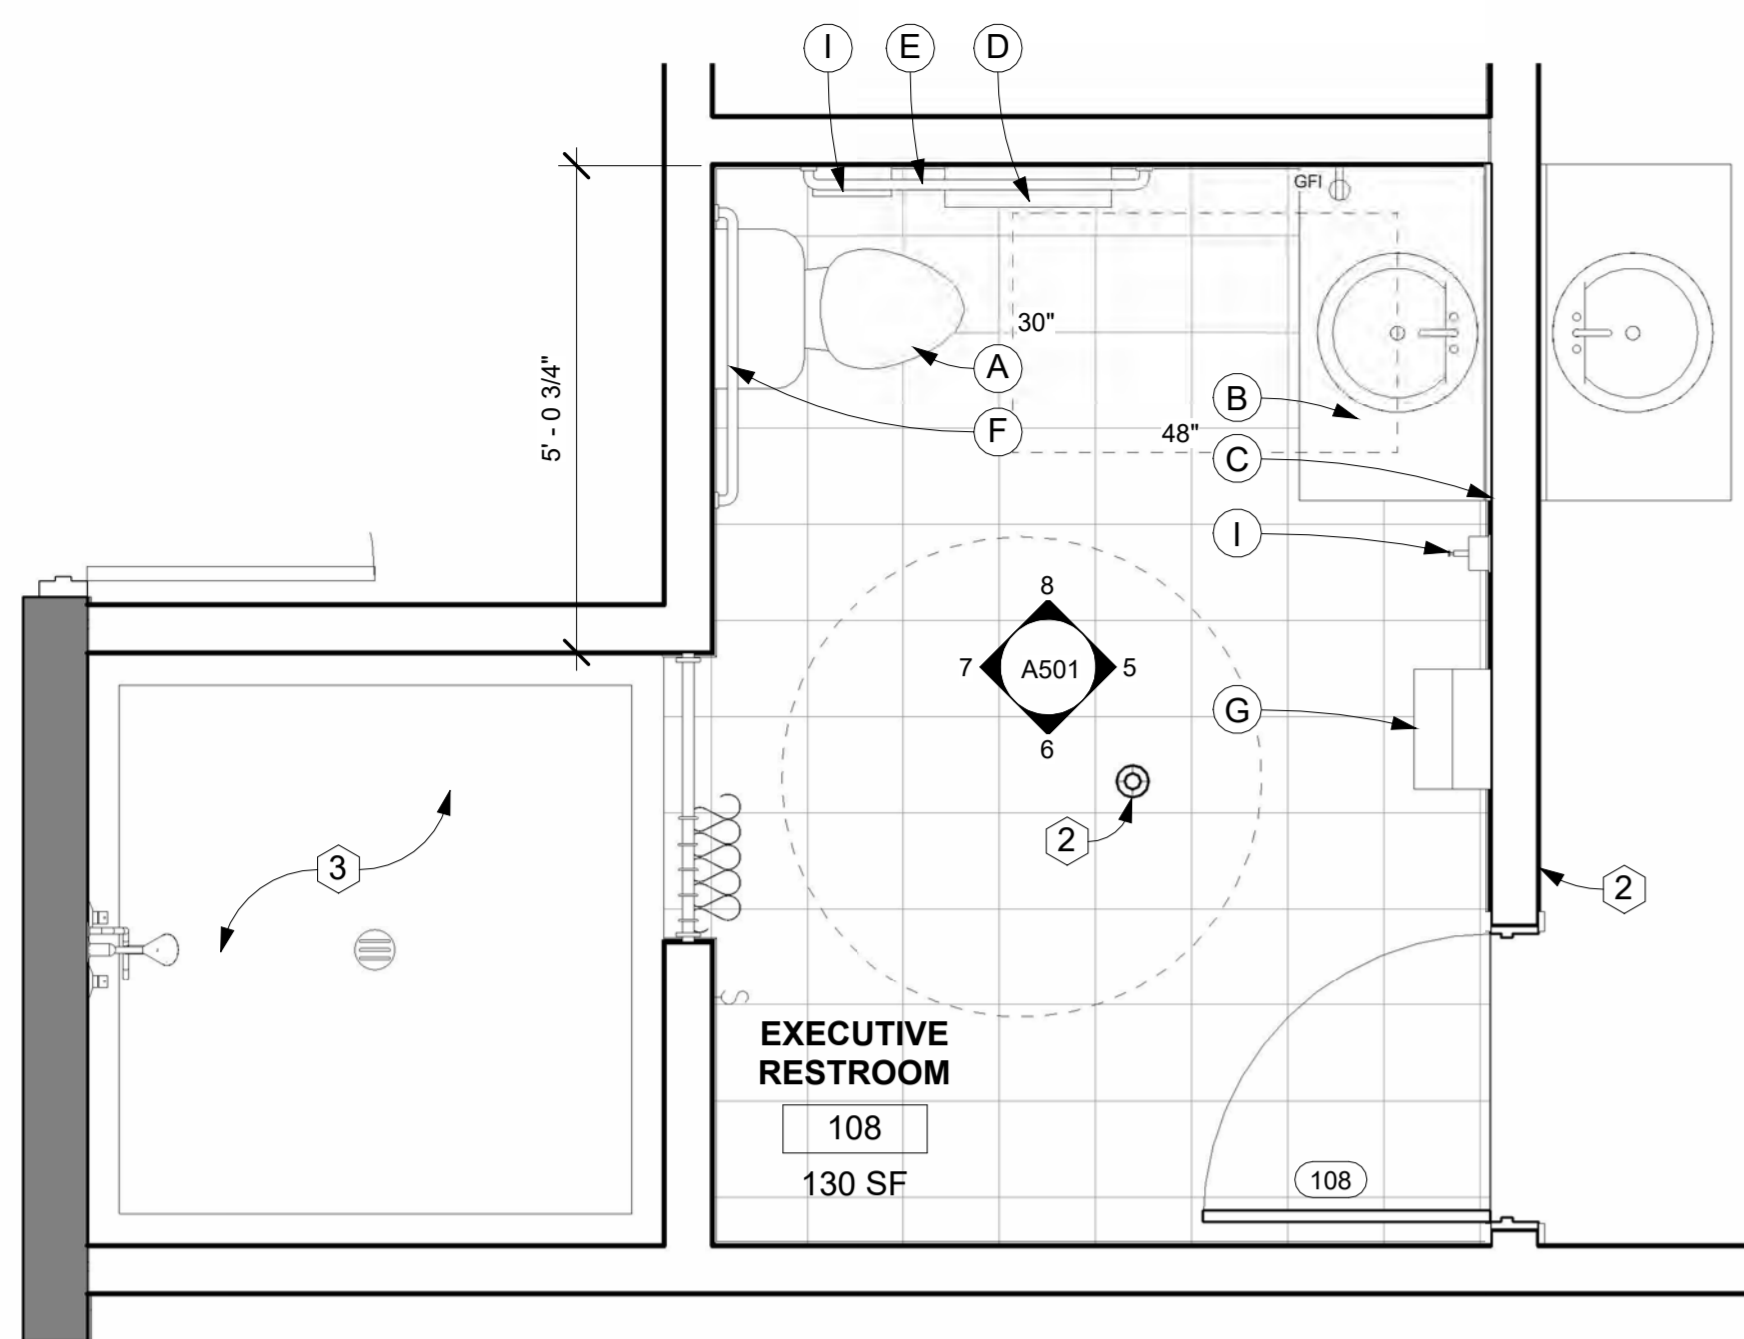 I
E
D
GFI
5' - 0 3/4"
30"
A
B
F
48"
C
I
8
7
A501
5
6
G
2
3
2
EXECUTIVE
RESTROOM
108
130 SF
108